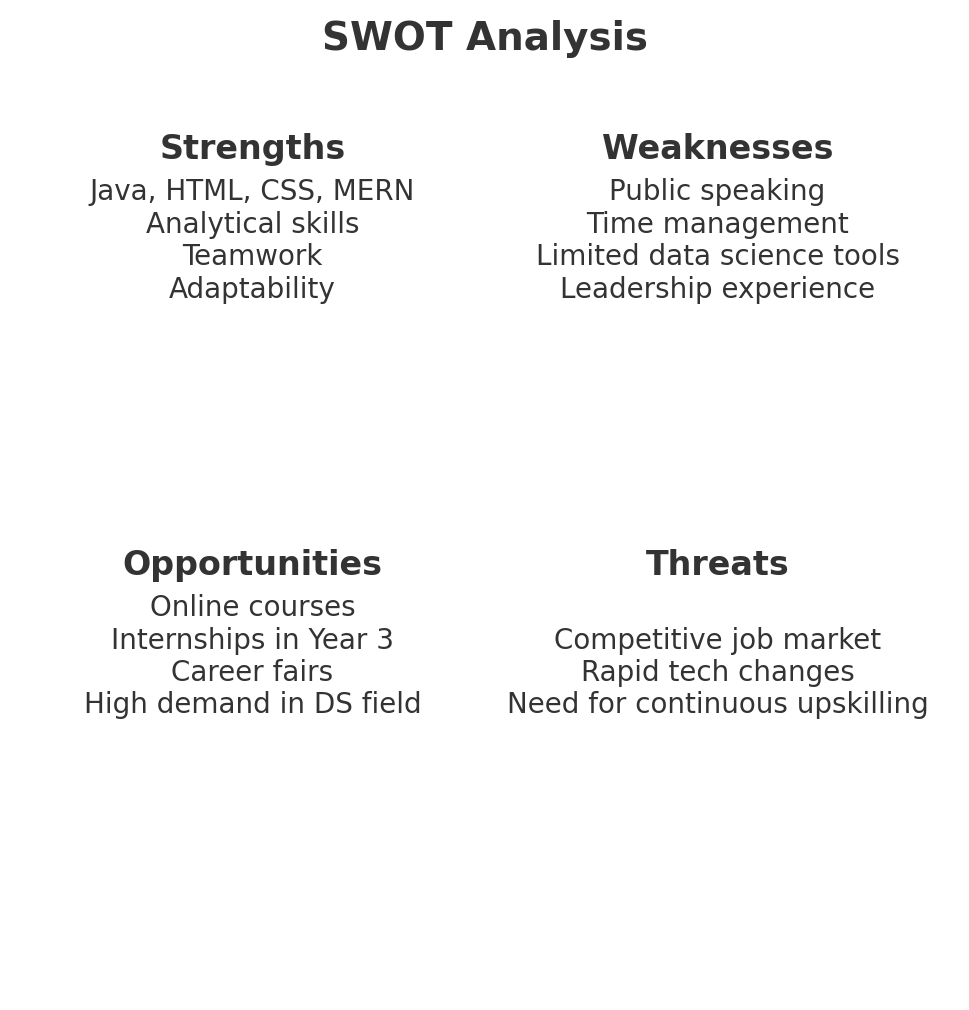 SWOT Analysis
Strengths
Java, HTML, CSS, MERN
Analytical skills
Teamwork
Adaptability
Weaknesses
Public speaking
Time management
Limited data science tools
Leadership experience
Opportunities
Online courses
Internships in Year 3
Career fairs
High demand in DS field
Threats
Competitive job market
Rapid tech changes
Need for continuous upskilling